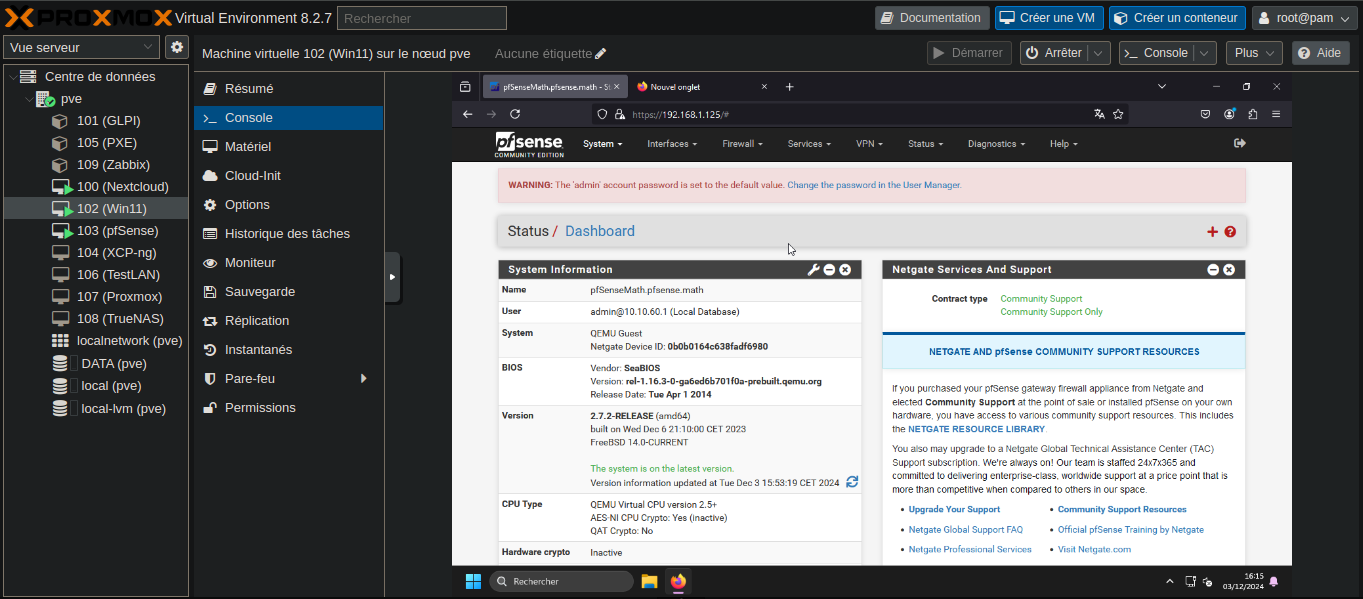 PROXMOX Virtual Environment 8.2.7 Rechercher Documentation Créer une VM Créer un conteneur root@pam
Vue serveur
Machine virtuelle 102 (Win11) sur le nœud pve Aucune étiquette Démarrer Arrêter Console Plus Aide
Centre de données
pve
101 (GLPI)
105 (PXE)
109 (Zabbix)
100 (Nextcloud)
102 (Win11)
103 (pfSense)
104 (XCP-ng)
106 (TestLAN)
107 (Proxmox)
108 (TrueNAS)
localnetwork (pve)
DATA (pve)
local (pve)
local-lvm (pve)
Résumé
Console
Matériel
Cloud-Init
Options
Historique des tâches
Moniteur
Sauvegarde
Réplication
Instantanés
Pare-feu
Permissions
pfSenseMath.pfsense.math - St Nouvel onglet
https://192.168.1.125/#
pfsense COMMUNITY EDITION
System Interfaces Firewall Services VPN Status Diagnostics Help
WARNING: The 'admin' account password is set to the default value. Change the password in the User Manager.
Status / Dashboard
System Information
Name pfSenseMath.pfsense.math
User admin@10.10.60.1 (Local Database)
System QEMU Guest
Netgate Device ID: 0b0b0164c638fadf6980
BIOS Vendor: SeaBIOS
Version: rel-1.16.3-0-ga6ed6b701f0a-prebuilt.qemu.org
Release Date: Tue Apr 1 2014
Version 2.7.2-RELEASE (amd64)
built on Wed Dec 6 21:10:00 CET 2023
FreeBSD 14.0-CURRENT
The system is on the latest version.
Version information updated at Tue Dec 3 15:53:19 CET 2024
CPU Type QEMU Virtual CPU version 2.5+
AES-NI CPU Crypto: Yes (inactive)
QAT Crypto: No
Hardware crypto Inactive
Netgate Services And Support
Contract type Community Support
Community Support Only
NETGATE AND pfSense COMMUNITY SUPPORT RESOURCES
If you purchased your pfSense gateway firewall appliance from Netgate and
elected Community Support at the point of sale or installed pfSense on your own
hardware, you have access to various community support resources. This includes
the NETGATE RESOURCE LIBRARY.
You also may upgrade to a Netgate Global Technical Assistance Center (TAC)
Support subscription. We're always on! Our team is staffed 24x7x365 and
committed to delivering enterprise-class, worldwide support at a price point that is
more than competitive when compared to others in our space.
• Upgrade Your Support • Community Support Resources
• Netgate Global Support FAQ • Official pfSense Training by Netgate
• Netgate Professional Services • Visit Netgate.com
Rechercher
16:15
03/12/2024